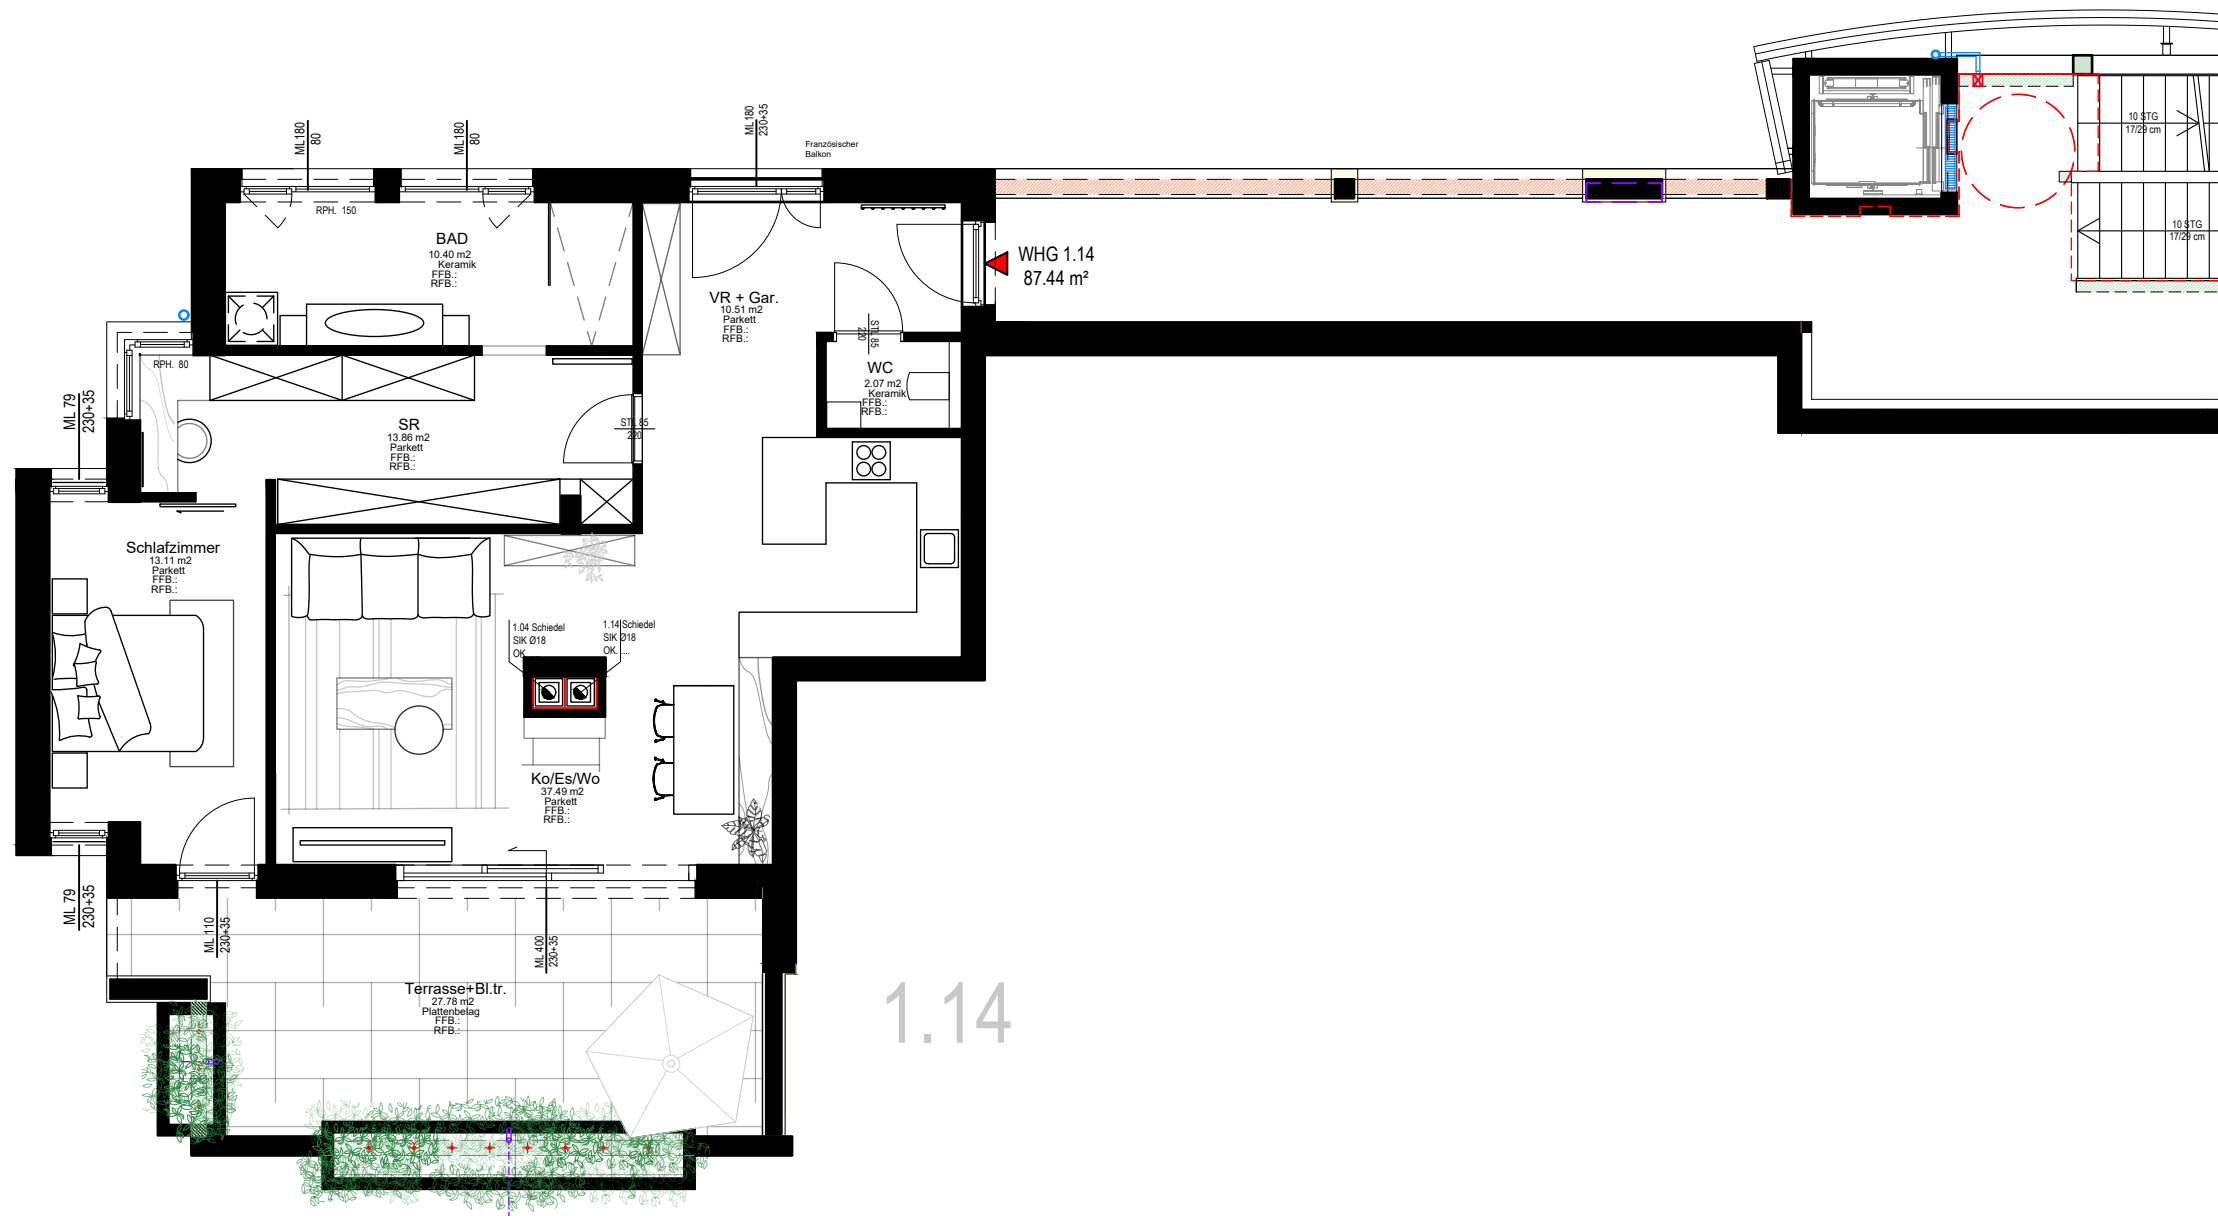 ML180
80
ML180
80
ML180
230+35
Französischer
Balkon
10 STG
17/29 cm
10 STG
17/29 cm
RPH. 150
BAD
10.40 m2
Keramik
FFB.:
RFB.:
WHG 1.14
87.44 m²
VR + Gar.
10.51 m2
Parkett
FFB.:
RFB.:
STL 85
220
WC
2.07 m2
Keramik
FFB.:
RFB.:
RPH. 80
ML 79
230+35
SR
13.86 m2
Parkett
FFB.:
RFB.:
STL 85
220
Schlafzimmer
13.11 m2
Parkett
FFB.:
RFB.:
1.04 Schiedel
SIK Ø18
OK
1.14 Schiedel
SIK Ø18
OK. ...
Ko/Es/Wo
37.49 m2
Parkett
FFB.:
RFB.:
ML 79
230+35
ML 110
230+35
ML 400
230+35
Terrasse+Bl.tr.
27.78 m2
Plattenbelag
FFB.:
RFB.:
1.14